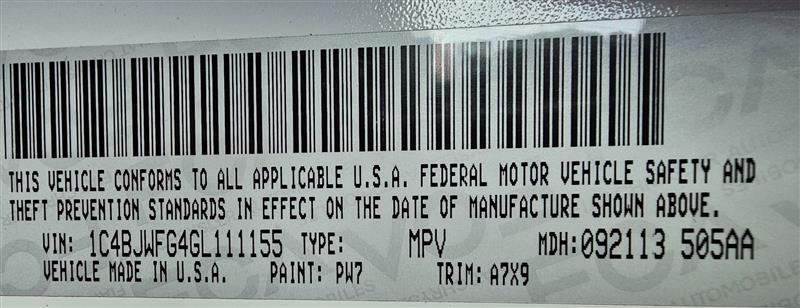 THIS VEHICLE CONFORMS TO ALL APPLICABLE U.S.A. FEDERAL MOTOR VEHICLE SAFETY AND
THEFT PREVENTION STANDARDS IN EFFECT ON THE DATE OF MANUFACTURE SHOWN ABOVE.
VIN: 1C4BJWFG4GL111155 TYPE: MPV MDH:092113 505AA
VEHICLE MADE IN U.S.A. PAINT: PW7 TRIM: A7X9